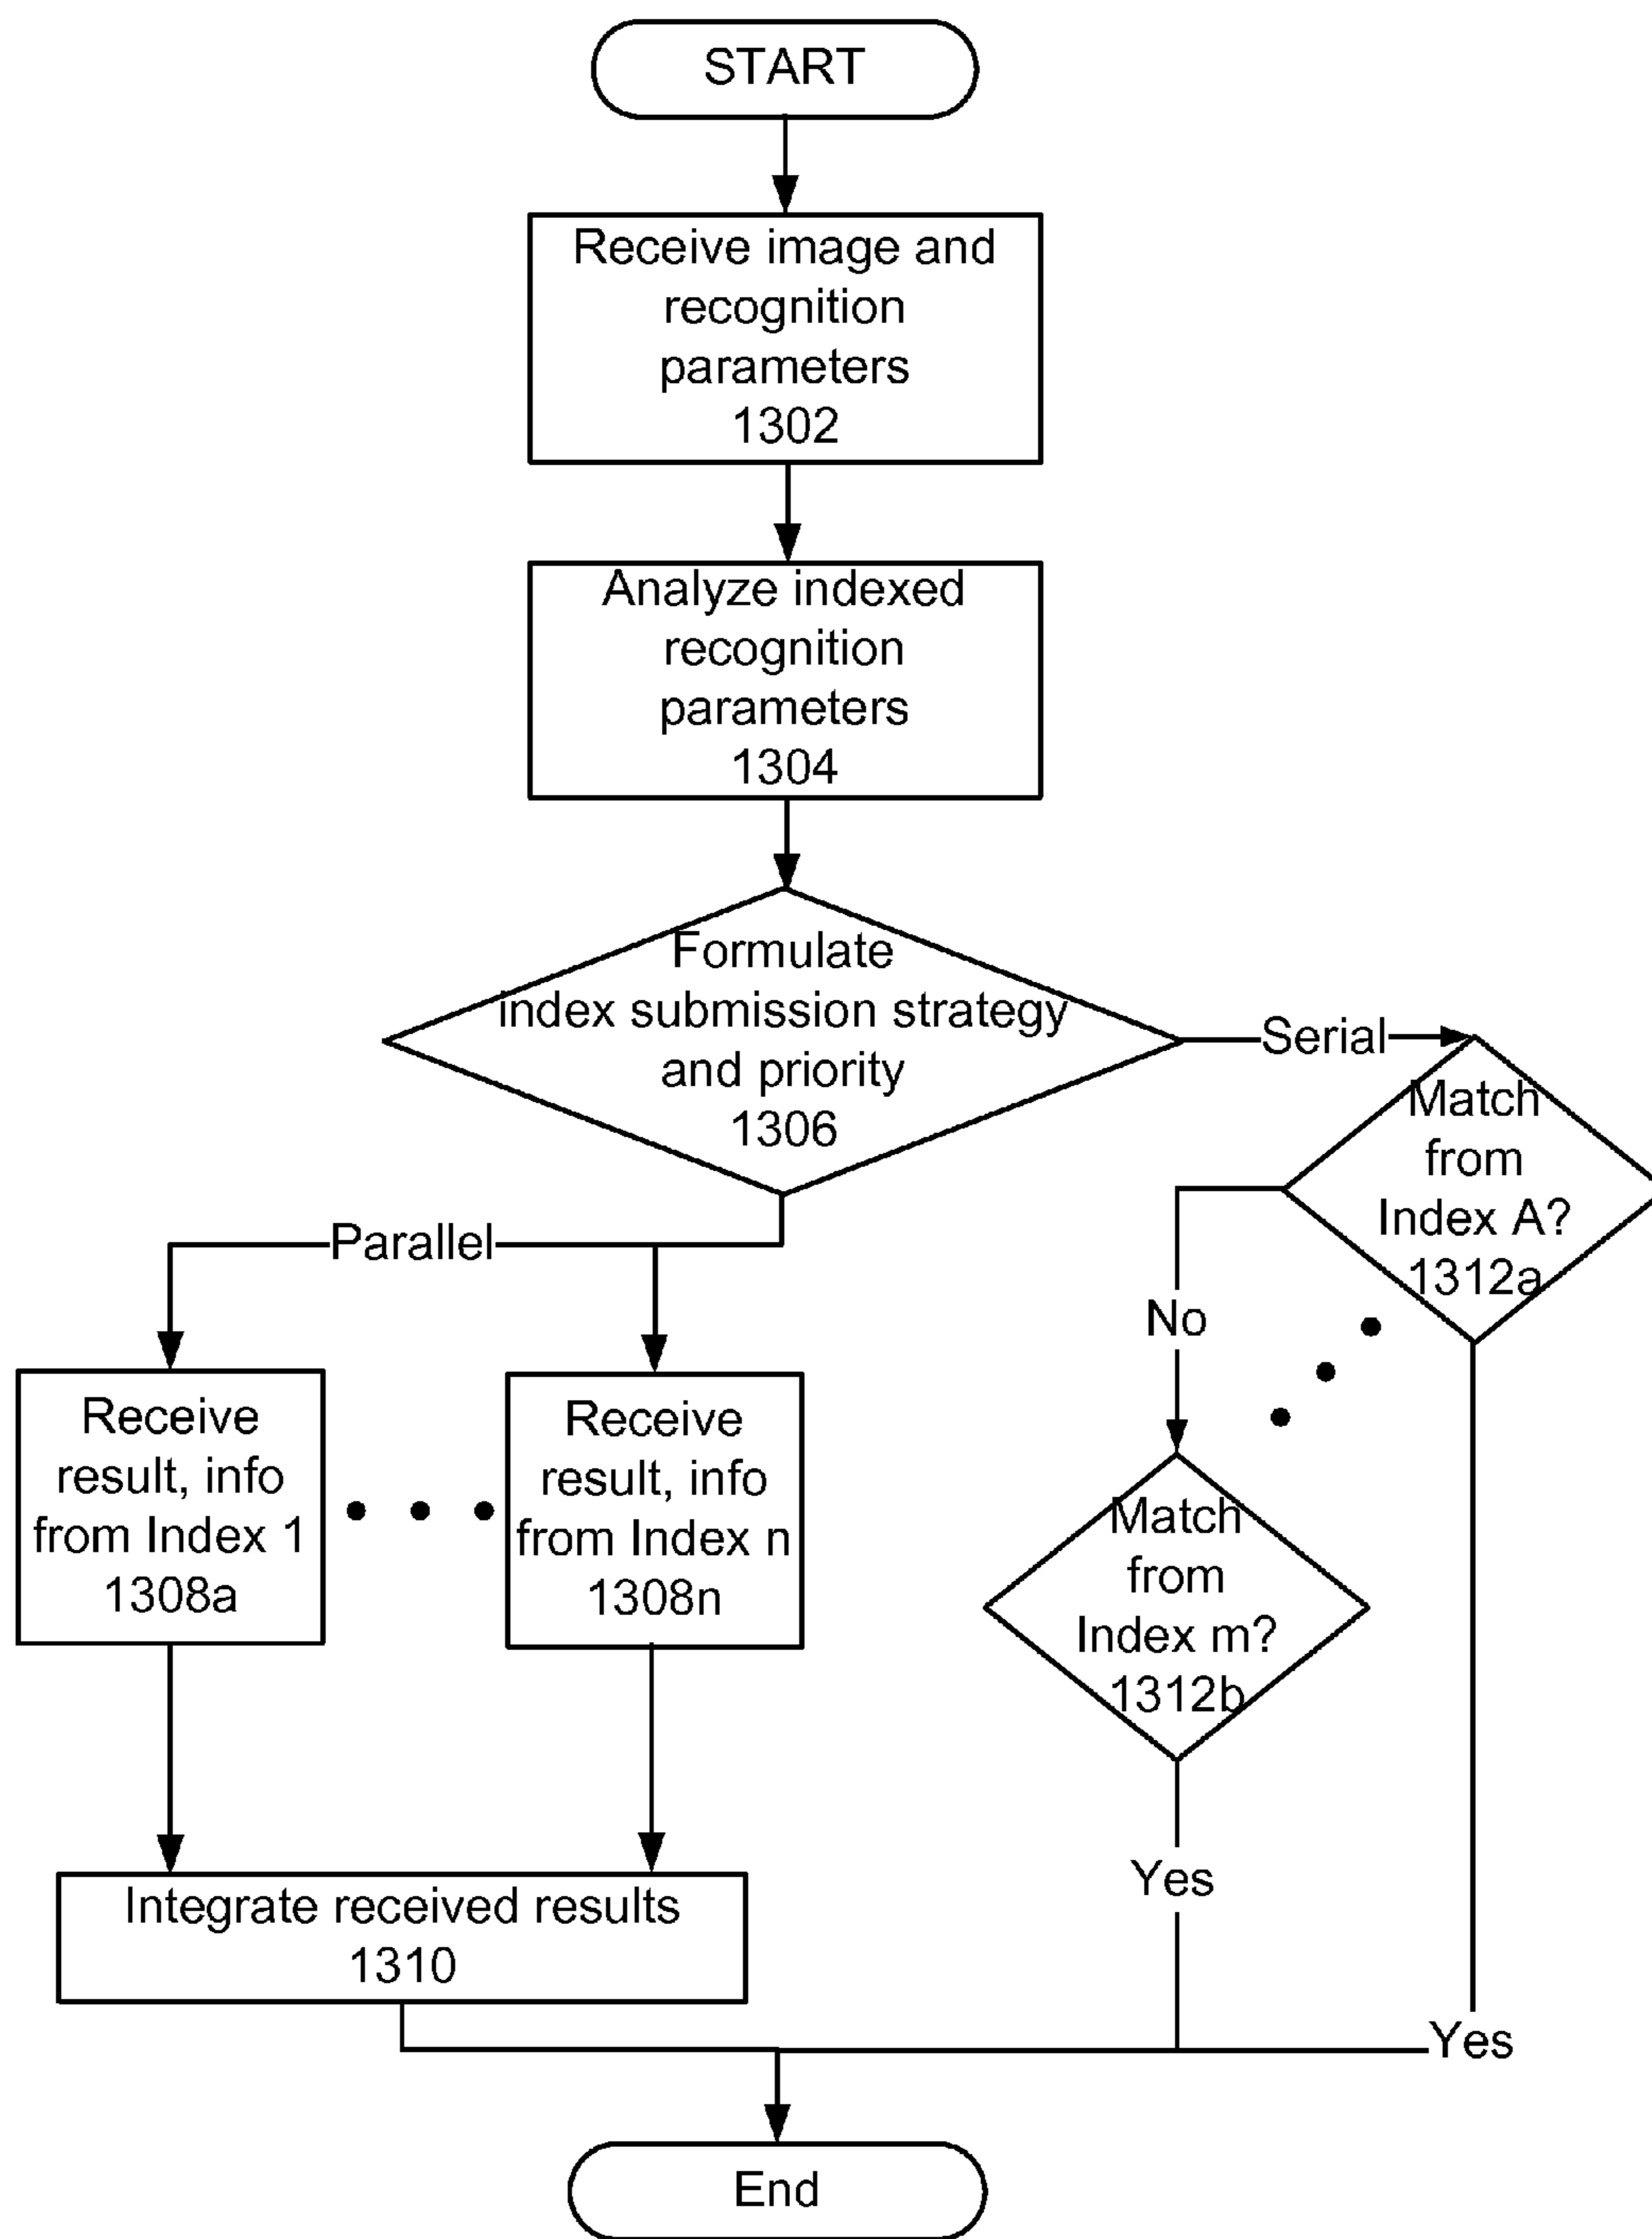 START
Receive image and
recognition
parameters
1302
Analyze indexed
recognition
parameters
1304
Formulate
index submission strategy
and priority
1306
Serial
Match
from
Index A?
1312a
Parallel
No
Receive
result, info
from Index 1
1308a
Receive
result, info
from Index n
1308n
Match
from
Index m?
1312b
Yes
Integrate received results
1310
Yes
End